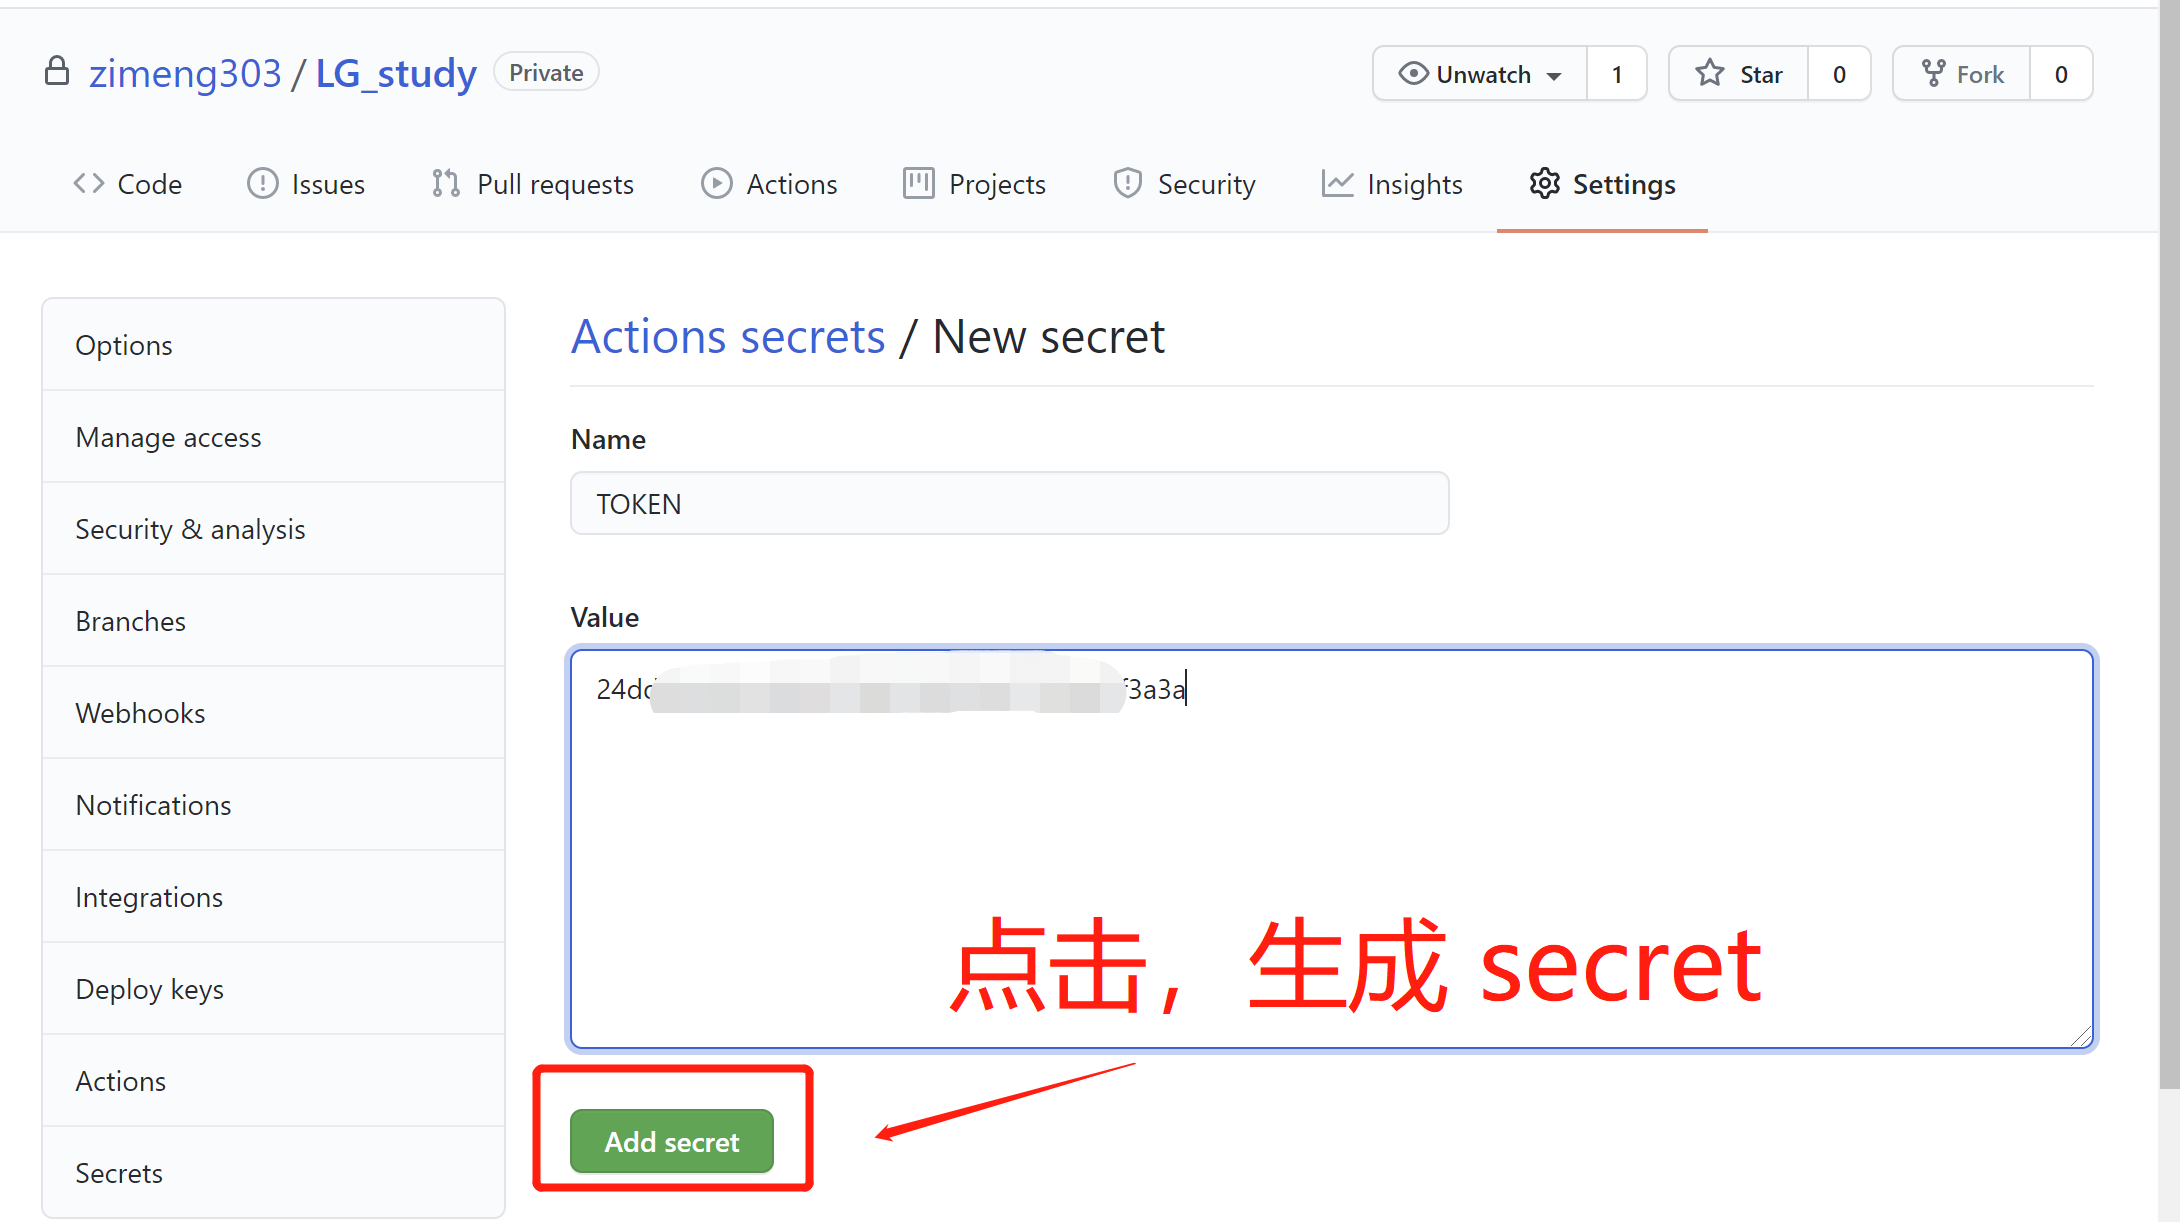 zimeng303 / LG_study Private
Unwatch 1 Star 0 Fork 0
Code Issues Pull requests Actions Projects Security Insights Settings
Options
Manage access
Security & analysis
Branches
Webhooks
Notifications
Integrations
Deploy keys
Actions
Secrets
Actions secrets / New secret
Name
TOKEN
Value
24dd f3a3a
点击，生成 secret
Add secret